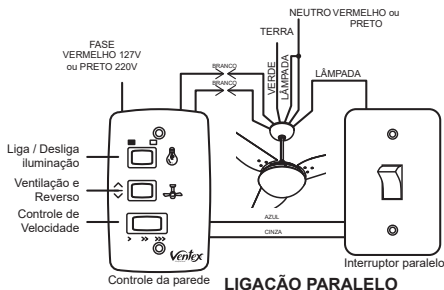 NEUTRO VERMELHO ou
PRETO
TERRA
FASE
VERMELHO 127V
ou PRETO 220V
BRANCO
BRANCO
VERDE
LÂMPADA
LÂMPADA
Liga / Desliga
iluminação
Ventilação e
Reverso
Controle de
Velocidade
> >> >>>
Ventex
AZUL
CINZA
Controle da parede
Interruptor paralelo
LIGAÇÃO PARALELO